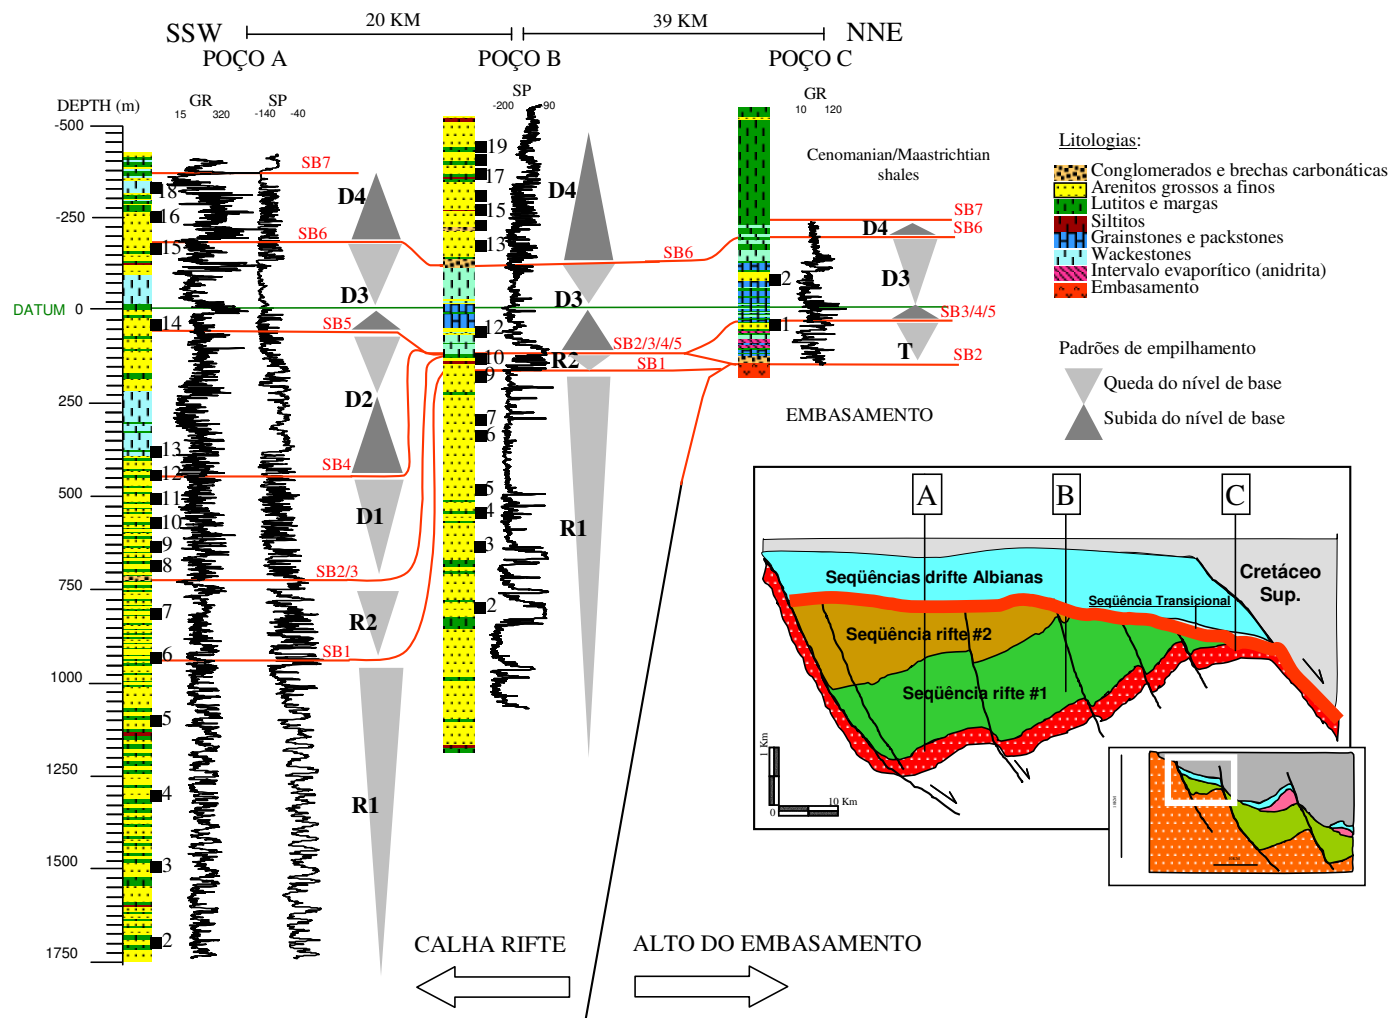 SSW
20 KM
39 KM
NNE
POÇO A
POÇO B
POÇO C
DEPTH (m)
GR
15
320
SP
-140
-40
SP
-200
-90
GR
10
120
-500
-250
DATUM
0
250
500
750
1000
1250
1500
1750
18
16
15
14
13
12
11
10
9
8
7
6
5
4
3
2
SB7
D4
SB6
D3
SB5
D2
SB4
D1
SB2/3
R2
SB1
R1
19
17
15
13
12
10
9
7
6
5
4
3
2
D4
D3
R2
R1
SB6
SB2/3/4/5
SB1
2
1
Cenomanian/Maastrichtian
shales
SB7
D4
SB6
D3
SB3/4/5
T
SB2
EMBASAMENTO
Litologias:
Conglomerados e brechas carbonáticas
Arenitos grossos a finos
Lutitos e margas
Siltitos
Grainstones e packstones
Wackestones
Intervalo evaporítico (anidrita)
Embasamento
Padrões de empilhamento
Queda do nível de base
Subida do nível de base
A
B
C
Seqüências drifte Albianas
Cretáceo
Sup.
Seqüência Transicional
Seqüência rifte #2
Seqüência rifte #1
1 Km
0
10 Km
CALHA RIFTE
ALTO DO EMBASAMENTO